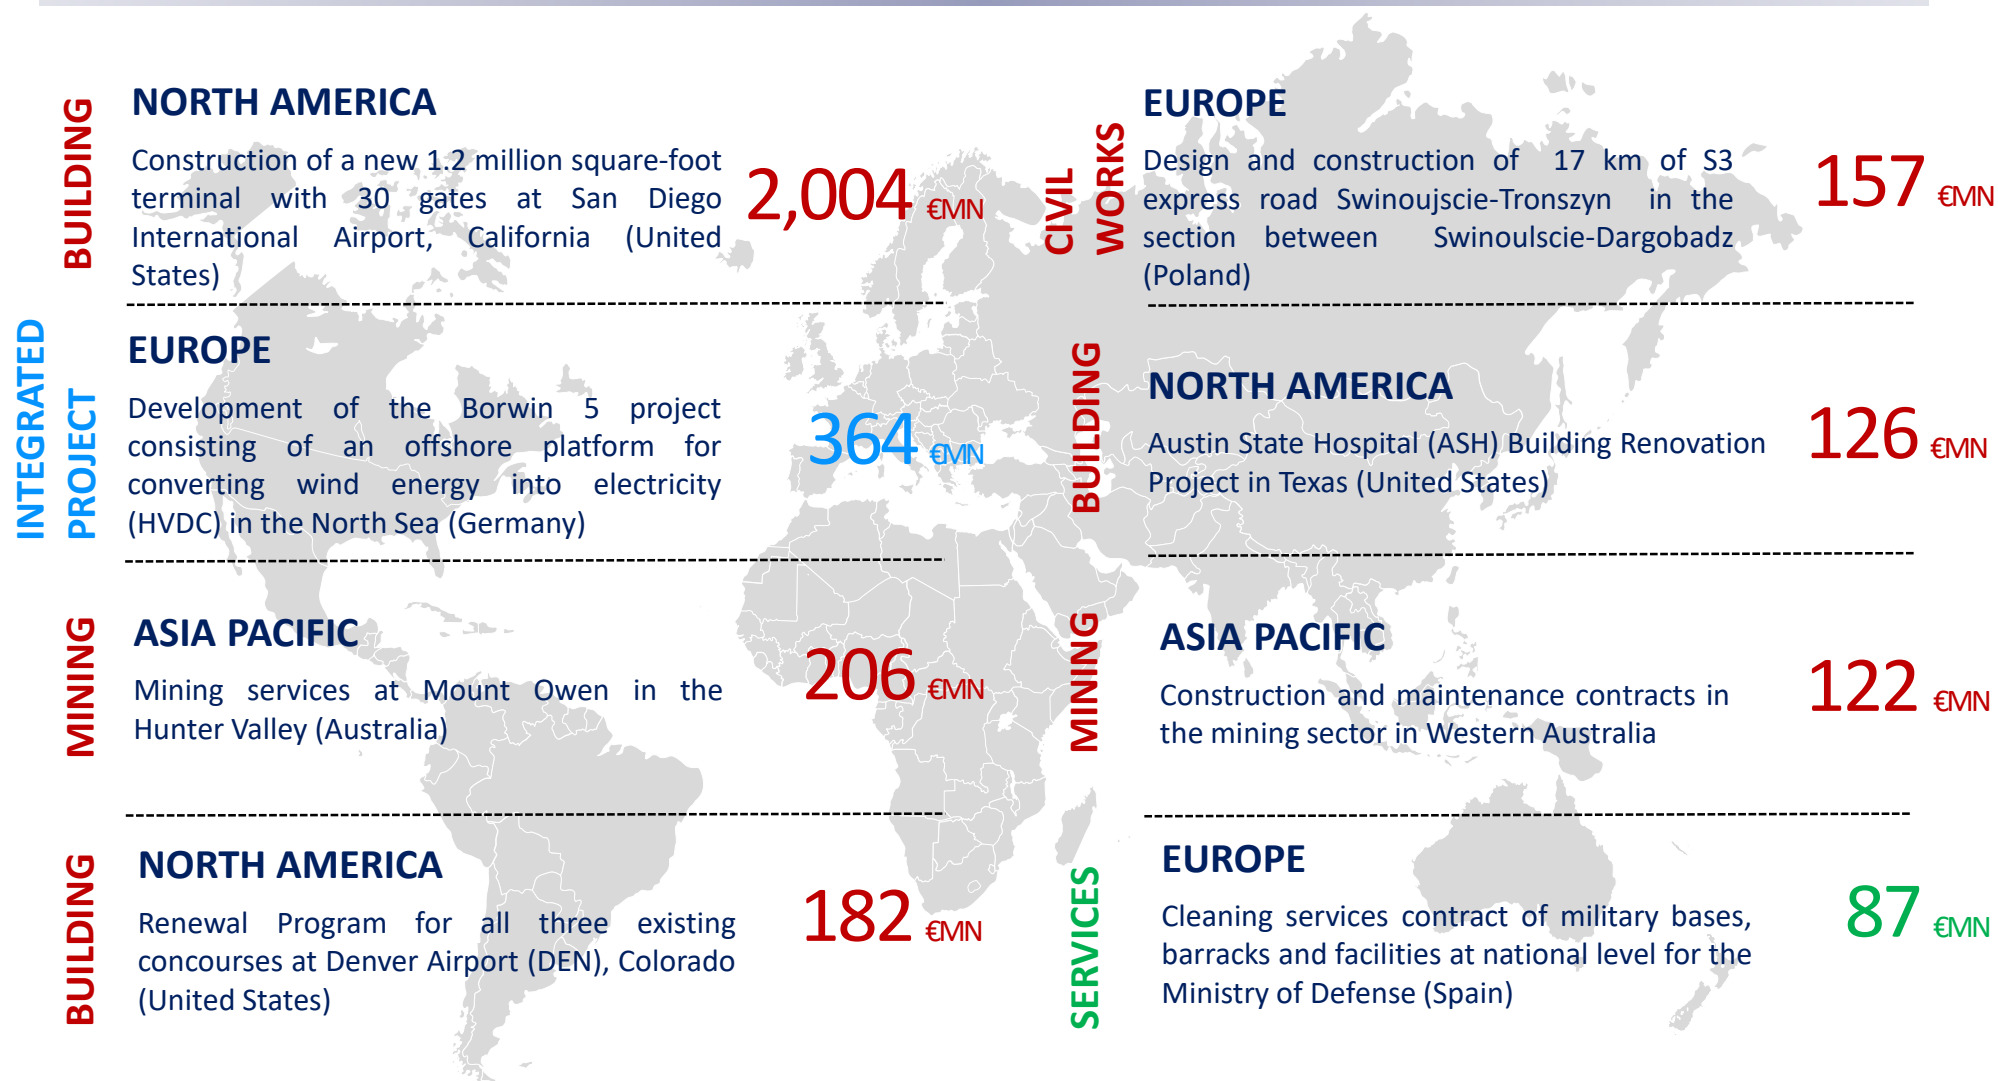 BUILDING
NORTH AMERICA
Construction of a new 1.2 million square-foot
terminal with 30 gates at San Diego
International Airport, California (United
States)
2,004 €MN
INTEGRATED
PROJECT
EUROPE
Development of the Borwin 5 project
consisting of an offshore platform for
converting wind energy into electricity
(HVDC) in the North Sea (Germany)
364 €MN
MINING
ASIA PACIFIC
Mining services at Mount Owen in the
Hunter Valley (Australia)
206 €MN
BUILDING
NORTH AMERICA
Renewal Program for all three existing
concourses at Denver Airport (DEN), Colorado
(United States)
182 €MN
CIVIL
WORKS
EUROPE
Design and construction of 17 km of S3
express road Swinoujscie-Tronszyn in the
section between Swinoulscie-Dargobadz
(Poland)
157 €MN
BUILDING
NORTH AMERICA
Austin State Hospital (ASH) Building Renovation
Project in Texas (United States)
126 €MN
MINING
ASIA PACIFIC
Construction and maintenance contracts in
the mining sector in Western Australia
122 €MN
SERVICES
EUROPE
Cleaning services contract of military bases,
barracks and facilities at national level for the
Ministry of Defense (Spain)
87 €MN